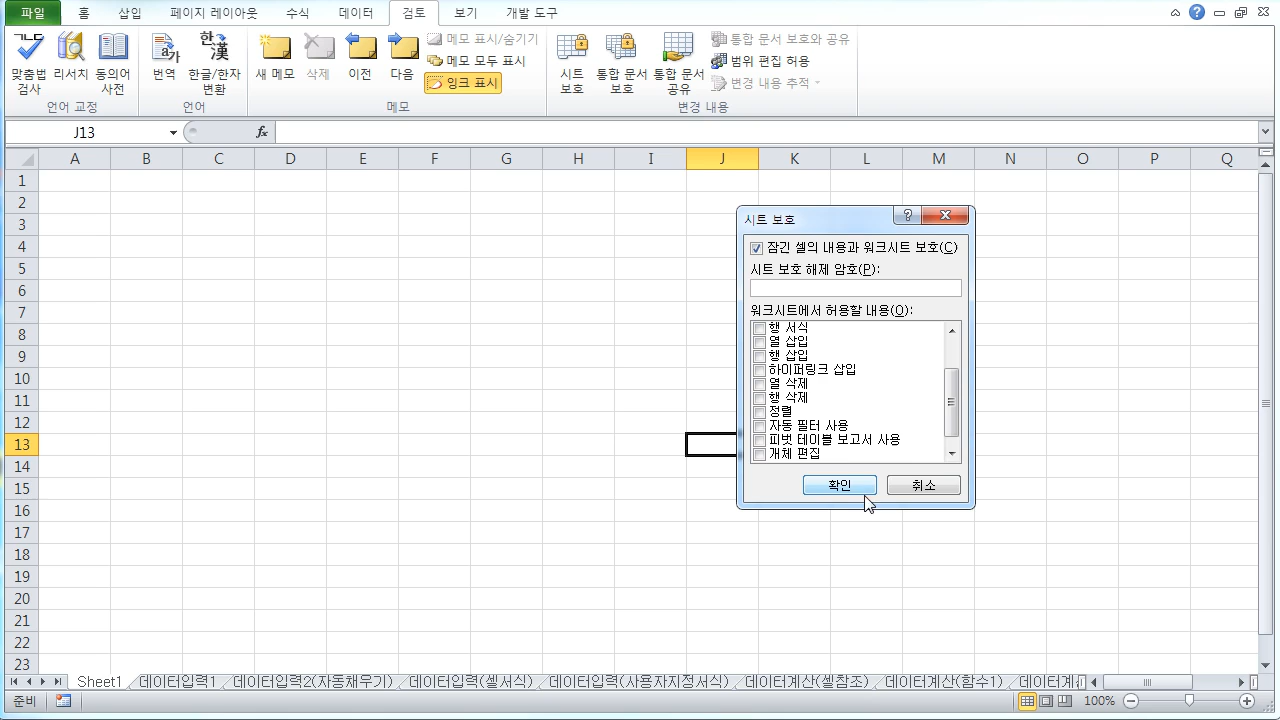 파일 홈 삽입 페이지 레이아웃 수식 데이터 검토 보기 개발 도구
맞춤법 검사 리서치 동의어 사전 번역 한글/한자 변환 새 메모 삭제 이전 다음
메모 표시/숨기기
메모 모두 표시
잉크 표시
시트 보호 통합 문서 보호 통합 문서 공유
통합 문서 보호와 공유
범위 편집 허용
변경 내용 추적
언어 교정 언어 메모 변경 내용
J13 fx
A B C D E F G H I J K L M N O P Q
1
2
3
4
5
6
7
8
9
10
11
12
13
14
15
16
17
18
19
20
21
22
23
시트 보호
잠긴 셀의 내용과 워크시트 보호(C)
시트 보호 해제 암호(P):
워크시트에서 허용할 내용(O):
행 서식
열 삽입
행 삽입
하이퍼링크 삽입
열 삭제
행 삭제
정렬
자동 필터 사용
피벗 테이블 보고서 사용
개체 편집
확인 취소
Sheet1 데이터입력1 데이터입력2(자동채우기) 데이터입력(셀서식) 데이터입력(사용자지정서식) 데이터계산(셀참조) 데이터계산(함수1)
준비 100%